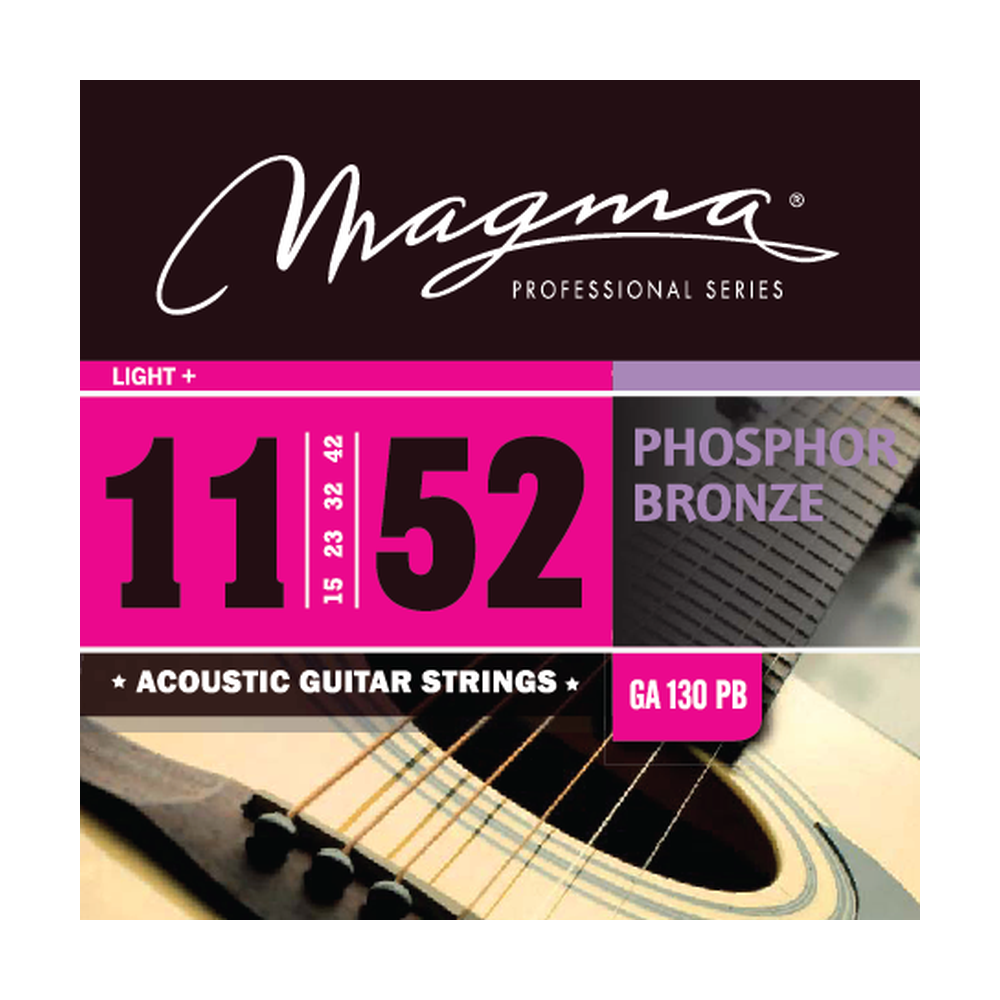 Magma®
PROFESSIONAL SERIES
LIGHT +
11 15 23 32 42 52
PHOSPHOR
BRONZE
★ ACOUSTIC GUITAR STRINGS ★
GA 130 PB